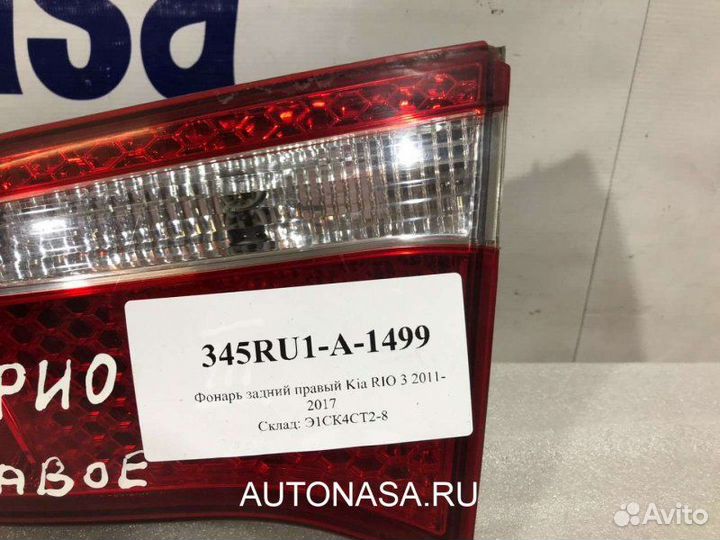 345RU1-A-1499
Фонарь задний правый Kia RIO 3 2011-
2017
Склад: Э1СК4СТ2-8
РИО
АВОЕ
AUTONASA.RU
Avito